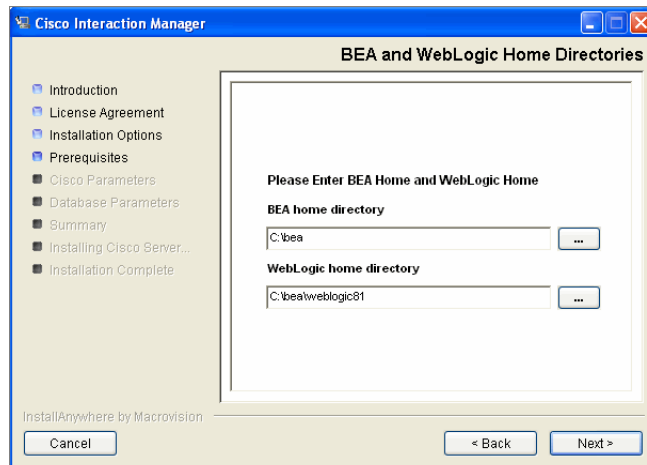 Cisco Interaction Manager
BEA and WebLogic Home Directories
Introduction
License Agreement
Installation Options
Prerequisites
Cisco Parameters
Database Parameters
Summary
Installing Cisco Server...
Installation Complete
Please Enter BEA Home and WebLogic Home
BEA home directory
C:\bea
...
WebLogic home directory
C:\bea\weblogic81
...
InstallAnywhere by Macrovision
Cancel
< Back
Next >